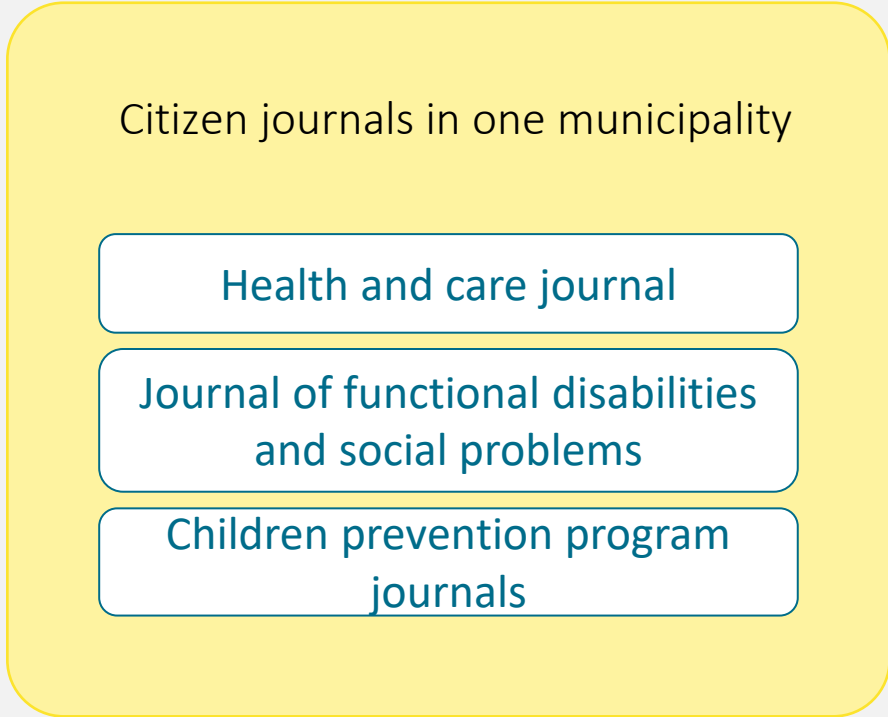 Citizen journals in one municipality
Health and care journal
Journal of functional disabilities
and social problems
Children prevention program
journals